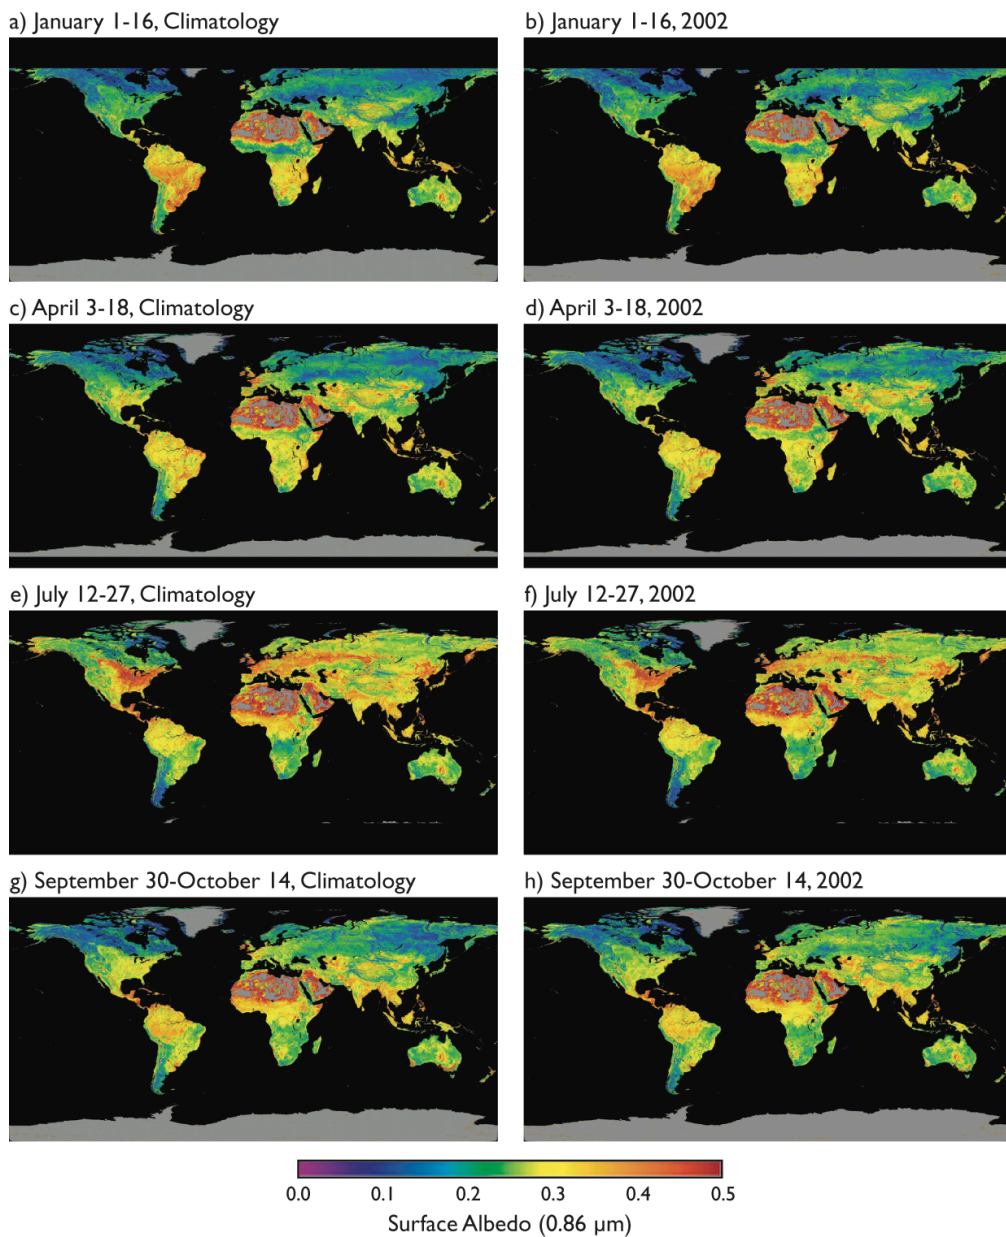 a) January 1-16, Climatology
b) January 1-16, 2002
c) April 3-18, Climatology
d) April 3-18, 2002
e) July 12-27, Climatology
f) July 12-27, 2002
g) September 30-October 14, Climatology
h) September 30-October 14, 2002
0.0 0.1 0.2 0.3 0.4 0.5
Surface Albedo (0.86 µm)